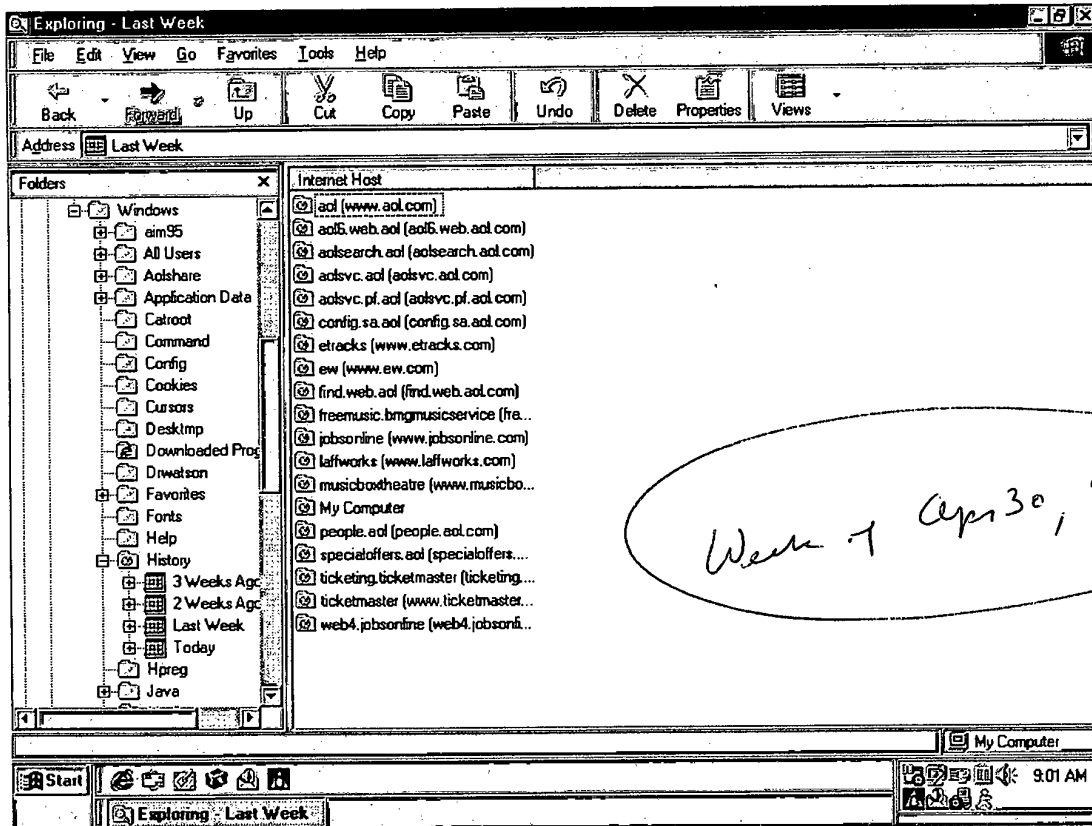 Exploring - Last Week
File Edit View Go Favorites Tools Help
Back Forward Up Cut Copy Paste Undo Delete Properties Views
Address Last Week
Folders
Windows
aim95
All Users
Aolshare
Application Data
Catroot
Command
Config
Cookies
Cursors
Desktmp
Downloaded Prog
Drwatson
Favorites
Fonts
Help
History
3 Weeks Ago
2 Weeks Ago
Last Week
Today
Hpreg
Java
Internet Host
aol (www.aol.com)
aol6.web.aol (aol6.web.aol.com)
aolsearch.aol (aolsearch.aol.com)
aolsvc.aol (aolsvc.aol.com)
aolsvc.pf.aol (aolsvc.pf.aol.com)
config.sa.aol (config.sa.aol.com)
etracks (www.etracks.com)
ew (www.ew.com)
find.web.aol (find.web.aol.com)
freemusic.bmgmusicservice (fre...
jobsonline (www.jobsonline.com)
laffworks (www.laffworks.com)
musicboxtheatre (www.musicbo...
My Computer
people.aol (people.aol.com)
specialoffers.aol (specialoffers....
ticketing.ticketmaster (ticketing....
ticketmaster (www.ticketmaster...
web4.jobsonline (web4.jobsonli...
Week of Apr 30,
My Computer
Start
9:01 AM
Exploring - Last Week